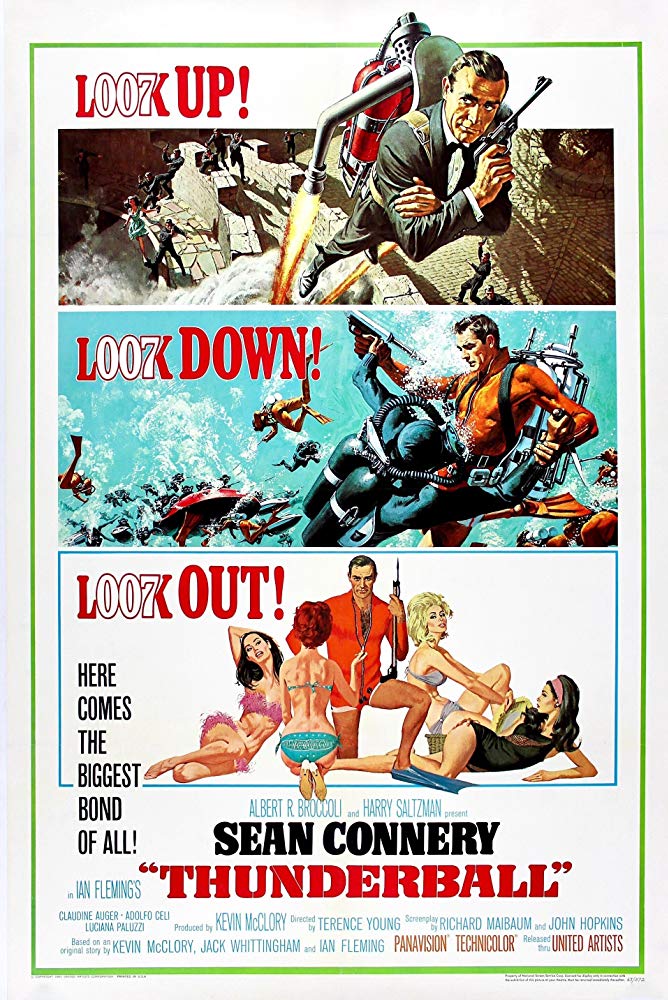 LOO7K UP!
LOO7K DOWN!
LOO7K OUT!
HERE
COMES
THE
BIGGEST
BOND
OF ALL!
ALBERT R. BROCCOLI and HARRY SALTZMAN present
SEAN CONNERY
in IAN FLEMING'S "THUNDERBALL"
CLAUDINE AUGER · ADOLFO CELI
LUCIANA PALUZZI
Produced by KEVIN McCLORY Directed by TERENCE YOUNG Screenplay by RICHARD MAIBAUM and JOHN HOPKINS
Based on an original story by KEVIN McCLORY, JACK WHITTINGHAM and IAN FLEMING PANAVISION® TECHNICOLOR® Released thru UNITED ARTISTS